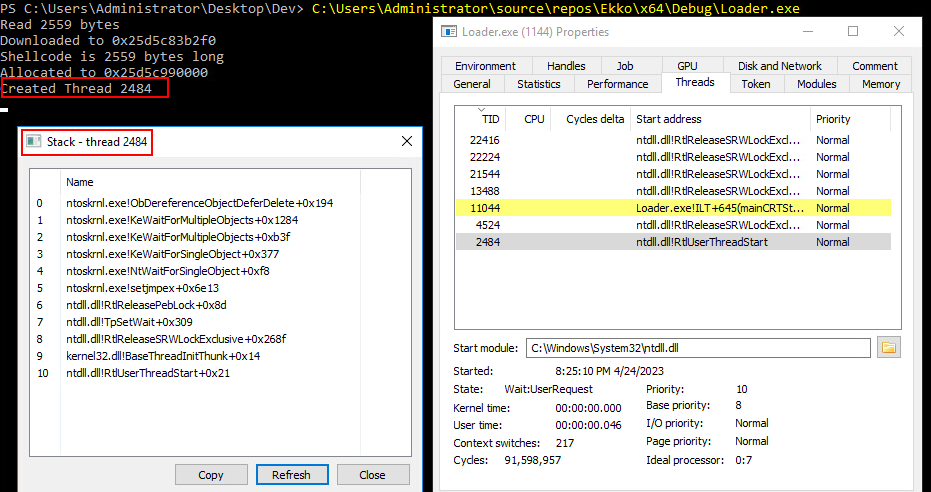 PS C:\Users\Administrator\Desktop\Dev> C:\Users\Administrator\source\repos\Ekko\x64\Debug\Loader.exe
Read 2559 bytes
Downloaded to 0x25d5c83b2f0
Shellcode is 2559 bytes long
Allocated to 0x25d5c990000
Created Thread 2484
Stack - thread 2484
Name
0 ntoskrnl.exe!ObDereferenceObjectDeferDelete+0x194
1 ntoskrnl.exe!KeWaitForMultipleObjects+0x1284
2 ntoskrnl.exe!KeWaitForMultipleObjects+0xb3f
3 ntoskrnl.exe!KeWaitForSingleObject+0x377
4 ntoskrnl.exe!NtWaitForSingleObject+0xf8
5 ntoskrnl.exe!setjmpex+0x6e13
6 ntdll.dll!RtlReleasePebLock+0x8d
7 ntdll.dll!TpSetWait+0x309
8 ntdll.dll!RtlReleaseSRWLockExclusive+0x268f
9 kernel32.dll!BaseThreadInitThunk+0x14
10 ntdll.dll!RtlUserThreadStart+0x21
Copy Refresh Close
Loader.exe (1144) Properties
Environment Handles Job GPU Disk and Network Comment
General Statistics Performance Threads Token Modules Memory
TID CPU Cycles delta Start address Priority
22416 ntdll.dll!RtlReleaseSRWLockExcl... Normal
22224 ntdll.dll!RtlReleaseSRWLockExcl... Normal
21544 ntdll.dll!RtlReleaseSRWLockExcl... Normal
13488 ntdll.dll!RtlReleaseSRWLockExcl... Normal
11044 Loader.exe!ILT+645(mainCRTSt... Normal
4524 ntdll.dll!RtlReleaseSRWLockExcl... Normal
2484 ntdll.dll!RtlUserThreadStart Normal
Start module: C:\Windows\System32\ntdll.dll
Started: 8:25:10 PM 4/24/2023
State: Wait:UserRequest Priority: 10
Kernel time: 00:00:00.000 Base priority: 8
User time: 00:00:00.046 I/O priority: Normal
Context switches: 217 Page priority: Normal
Cycles: 91,598,957 Ideal processor: 0:7